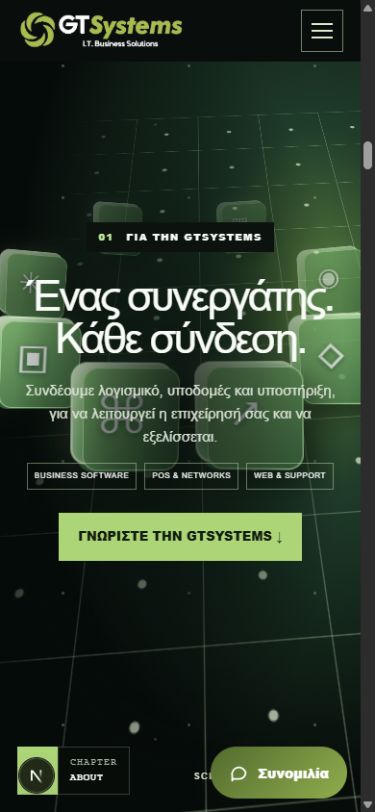 GTSystems
I.T. Business Solutions
01 ΓΙΑ ΤΗΝ GTSYSTEMS
Ένας συνεργάτης.
Κάθε σύνδεση.
Συνδέουμε λογισμικό, υποδομές και υποστήριξη,
για να λειτουργεί η επιχείρησή σας και να
εξελίσσεται.
BUSINESS SOFTWARE
POS & NETWORKS
WEB & SUPPORT
ΓΝΩΡΙΣΤΕ ΤΗΝ GTSYSTEMS ↓
N
CHAPTER
ABOUT
Συνομιλία